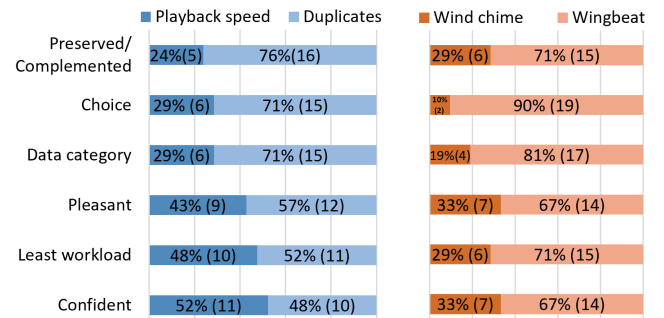 Playback speed Duplicates Wind chime Wingbeat
Preserved/
Complemented 24%(5) 76%(16) 29% (6) 71% (15)
Choice 29% (6) 71% (15) 10% (2) 90% (19)
Data category 29% (6) 71% (15) 19%(4) 81% (17)
Pleasant 43% (9) 57% (12) 33% (7) 67% (14)
Least workload 48% (10) 52% (11) 29% (6) 71% (15)
Confident 52% (11) 48% (10) 33% (7) 67% (14)